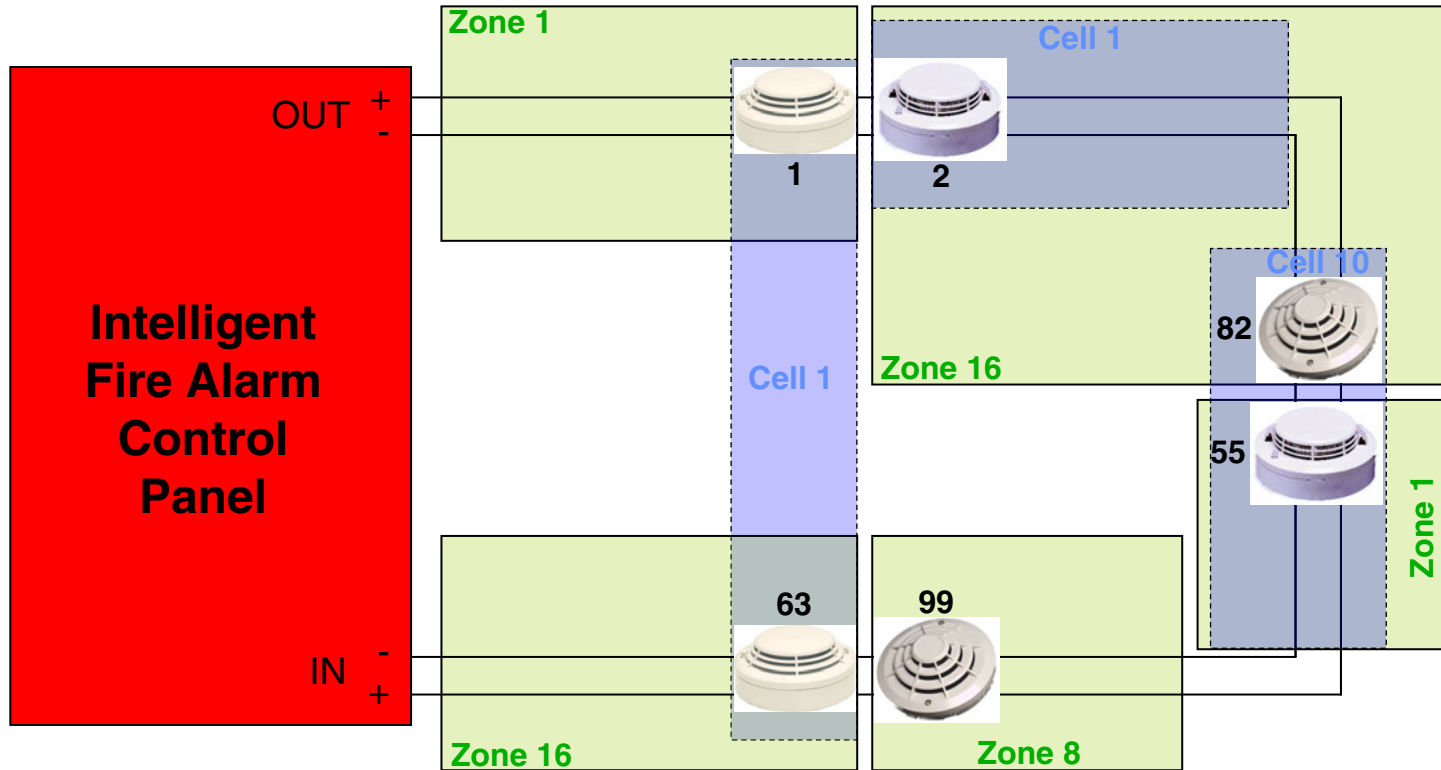 Zone 1
Cell 1
OUT
+
-
1
2
Cell 10
82
Intelligent
Fire Alarm
Control
Panel
Zone 16
Cell 1
55
Zone 1
63
99
IN
-
+
Zone 16
Zone 8